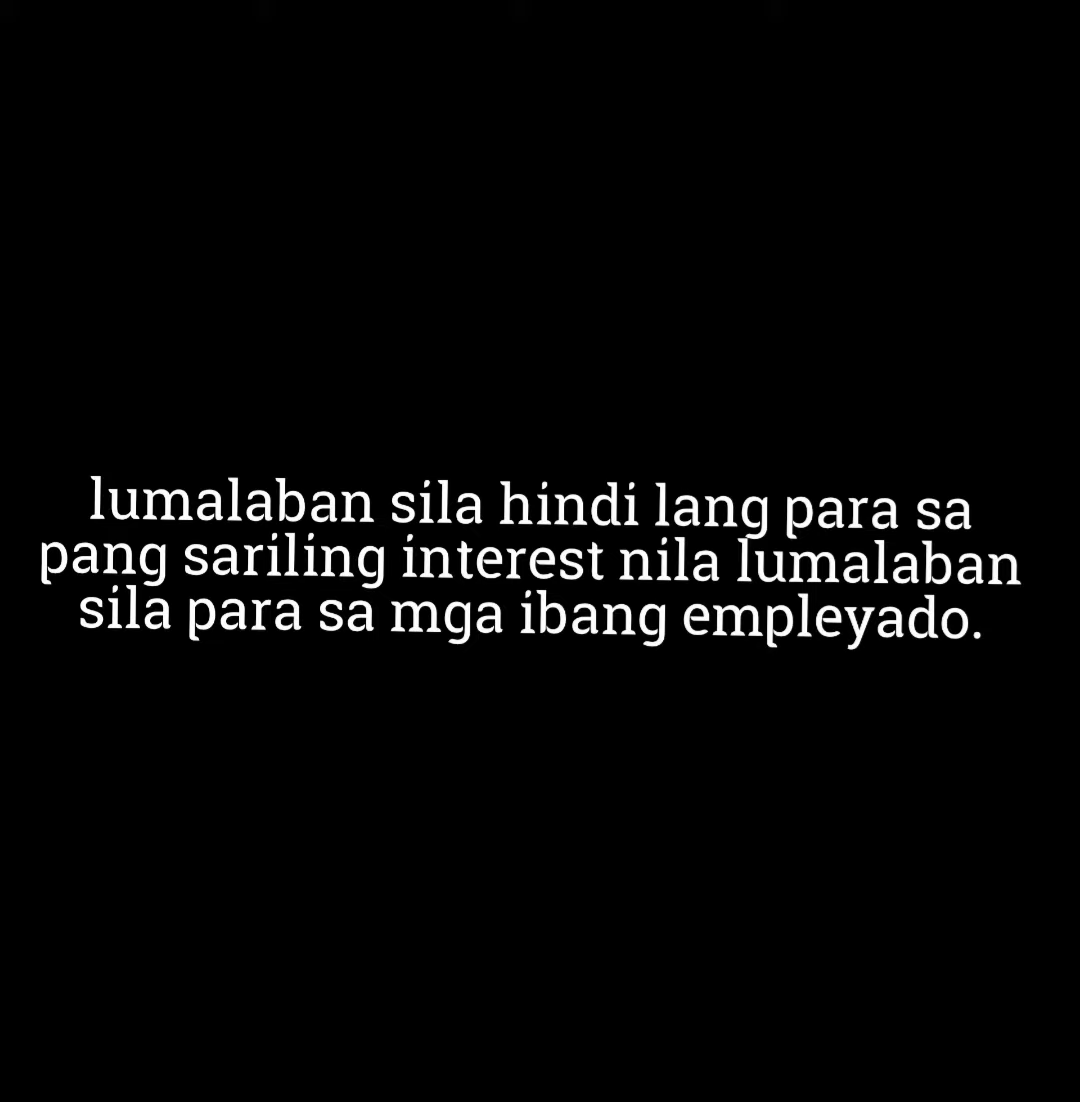 lumalaban sila hindi lang para sa
pang sariling interest nila lumalaban
sila para sa mga ibang empleyado.